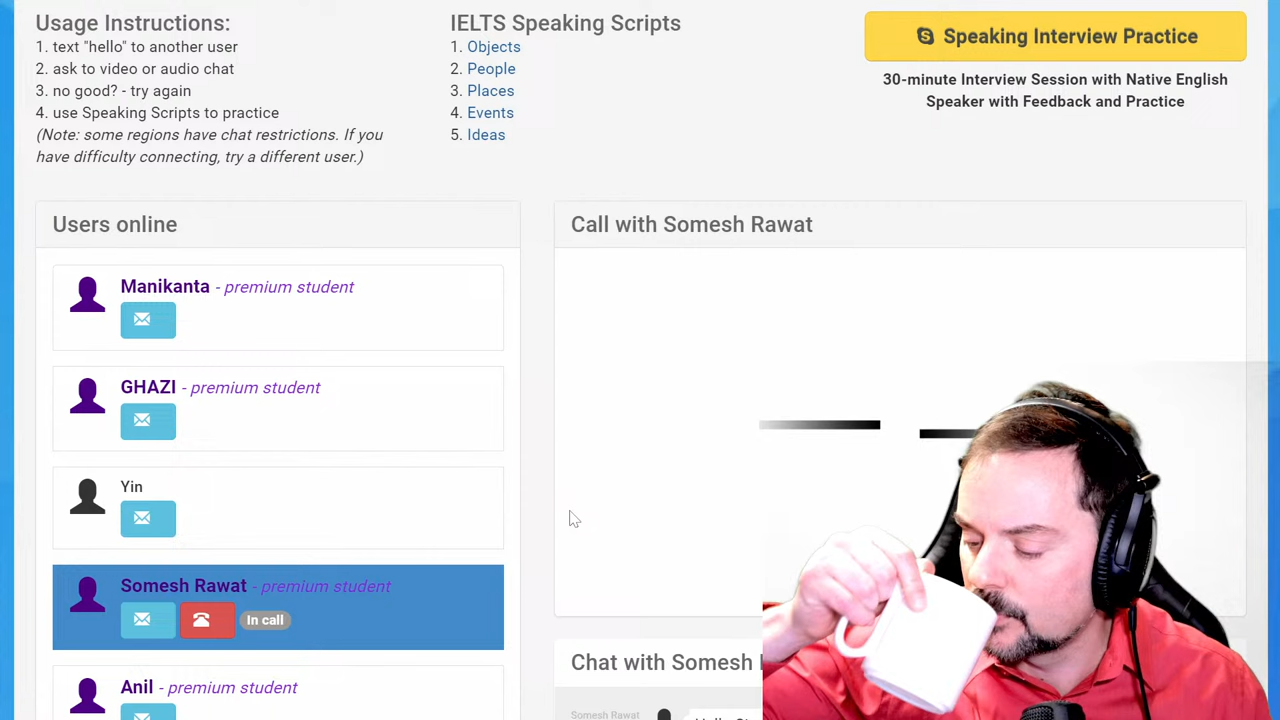 Usage Instructions:
1. text "hello" to another user
2. ask to video or audio chat
3. no good? - try again
4. use Speaking Scripts to practice
(Note: some regions have chat restrictions. If you
have difficulty connecting, try a different user.)
IELTS Speaking Scripts
1. Objects
2. People
3. Places
4. Events
5. Ideas
Speaking Interview Practice
30-minute Interview Session with Native English
Speaker with Feedback and Practice
Users online
Manikanta - premium student
GHAZI - premium student
Yin
Somesh Rawat - premium student
In call
Anil - premium student
Call with Somesh Rawat
Chat with Somesh
Somesh Rawat